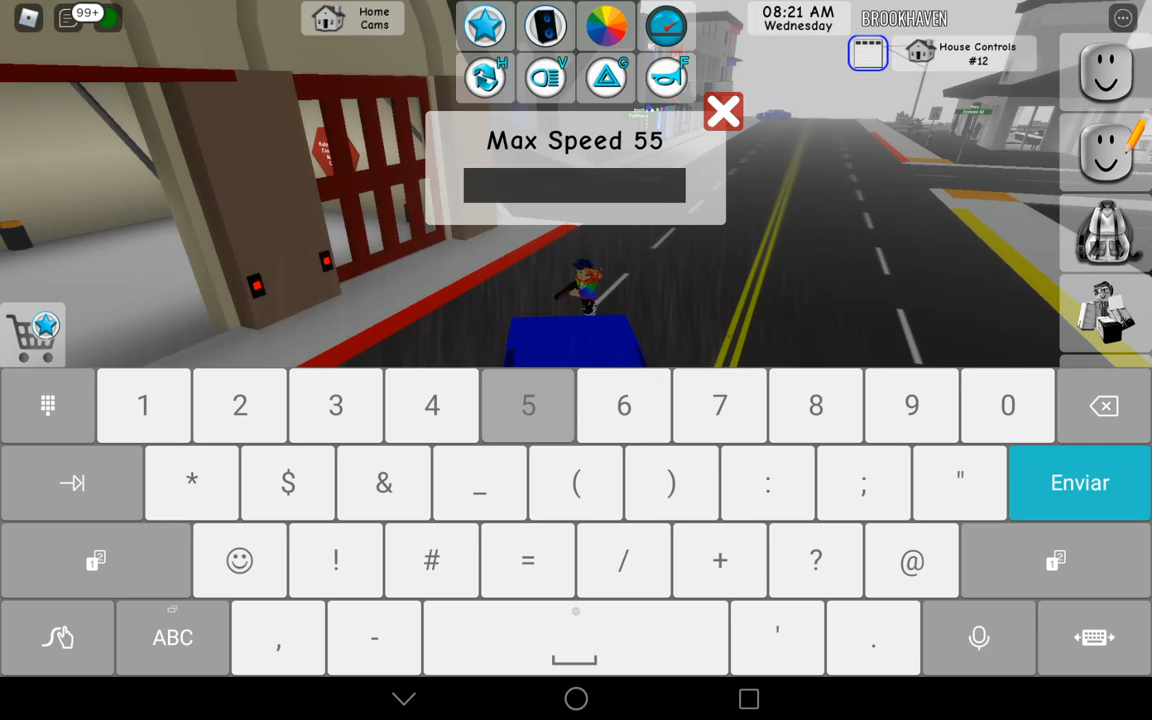 99+
Home
Cams
08:21 AM
Wednesday
BROOKHAVEN
House Controls
#12
H
V
G
F
Max Speed 55
1 2 3 4 5 6 7 8 9 0
* $ & _ ( ) : ; "
Enviar
! # = / + ? @
ABC , - ' .